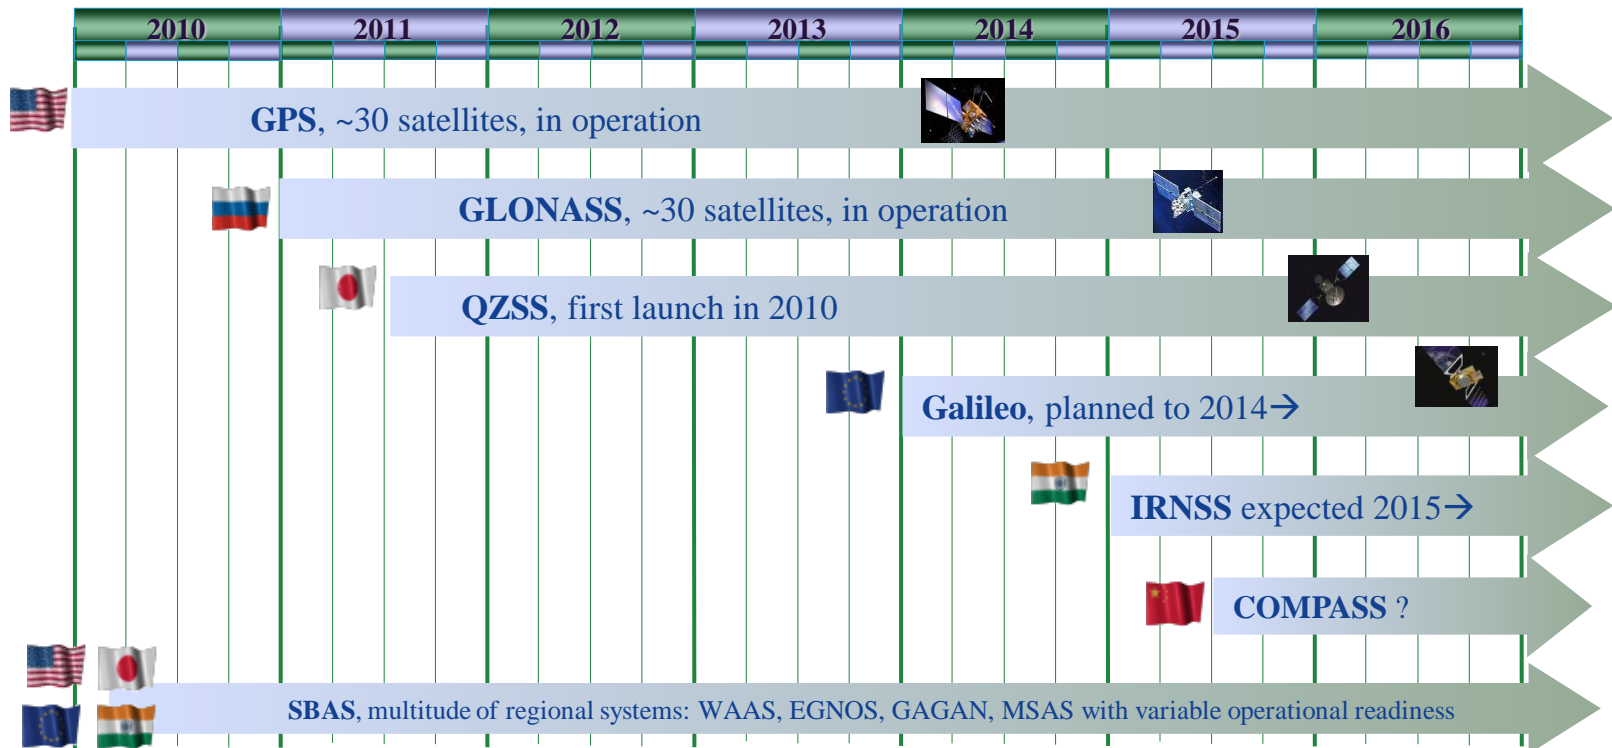 2010 2011 2012 2013 2014 2015 2016
GPS, ~30 satellites, in operation
GLONASS, ~30 satellites, in operation
QZSS, first launch in 2010
Galileo, planned to 2014→
IRNSS expected 2015→
COMPASS ?
SBAS, multitude of regional systems: WAAS, EGNOS, GAGAN, MSAS with variable operational readiness